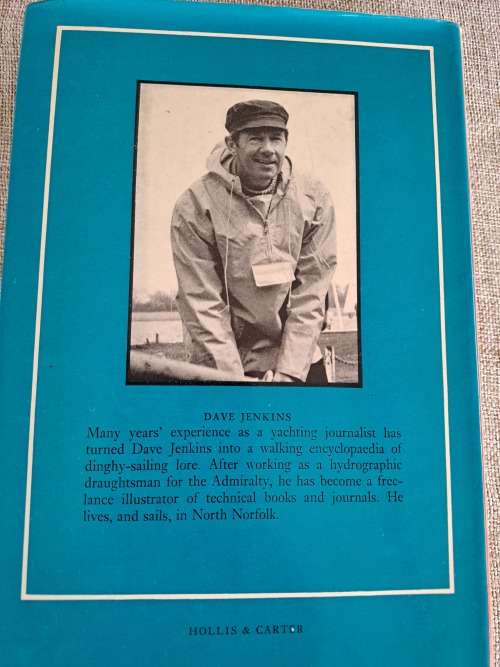 DAVE JENKINS
Many years' experience as a yachting journalist has
turned Dave Jenkins into a walking encyclopaedia of
dinghy-sailing lore. After working as a hydrographic
draughtsman for the Admiralty, he has become a free-
lance illustrator of technical books and journals. He
lives, and sails, in North Norfolk.
HOLLIS & CARTER